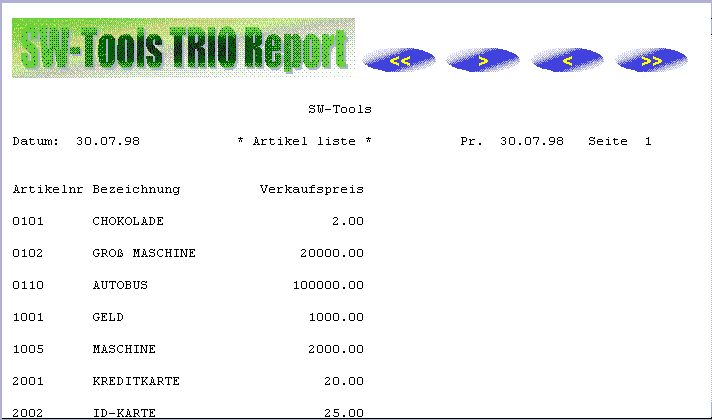 SW-Tools TRIO Report << > < >>
SW-Tools
Datum: 30.07.98 * Artikel liste * Pr. 30.07.98 Seite 1
Artikelnr Bezeichnung Verkaufspreis
0101 CHOKOLADE 2.00
0102 GROß MASCHINE 20000.00
0110 AUTOBUS 100000.00
1001 GELD 1000.00
1005 MASCHINE 2000.00
2001 KREDITKARTE 20.00
2002 ID-KARTE 25.00